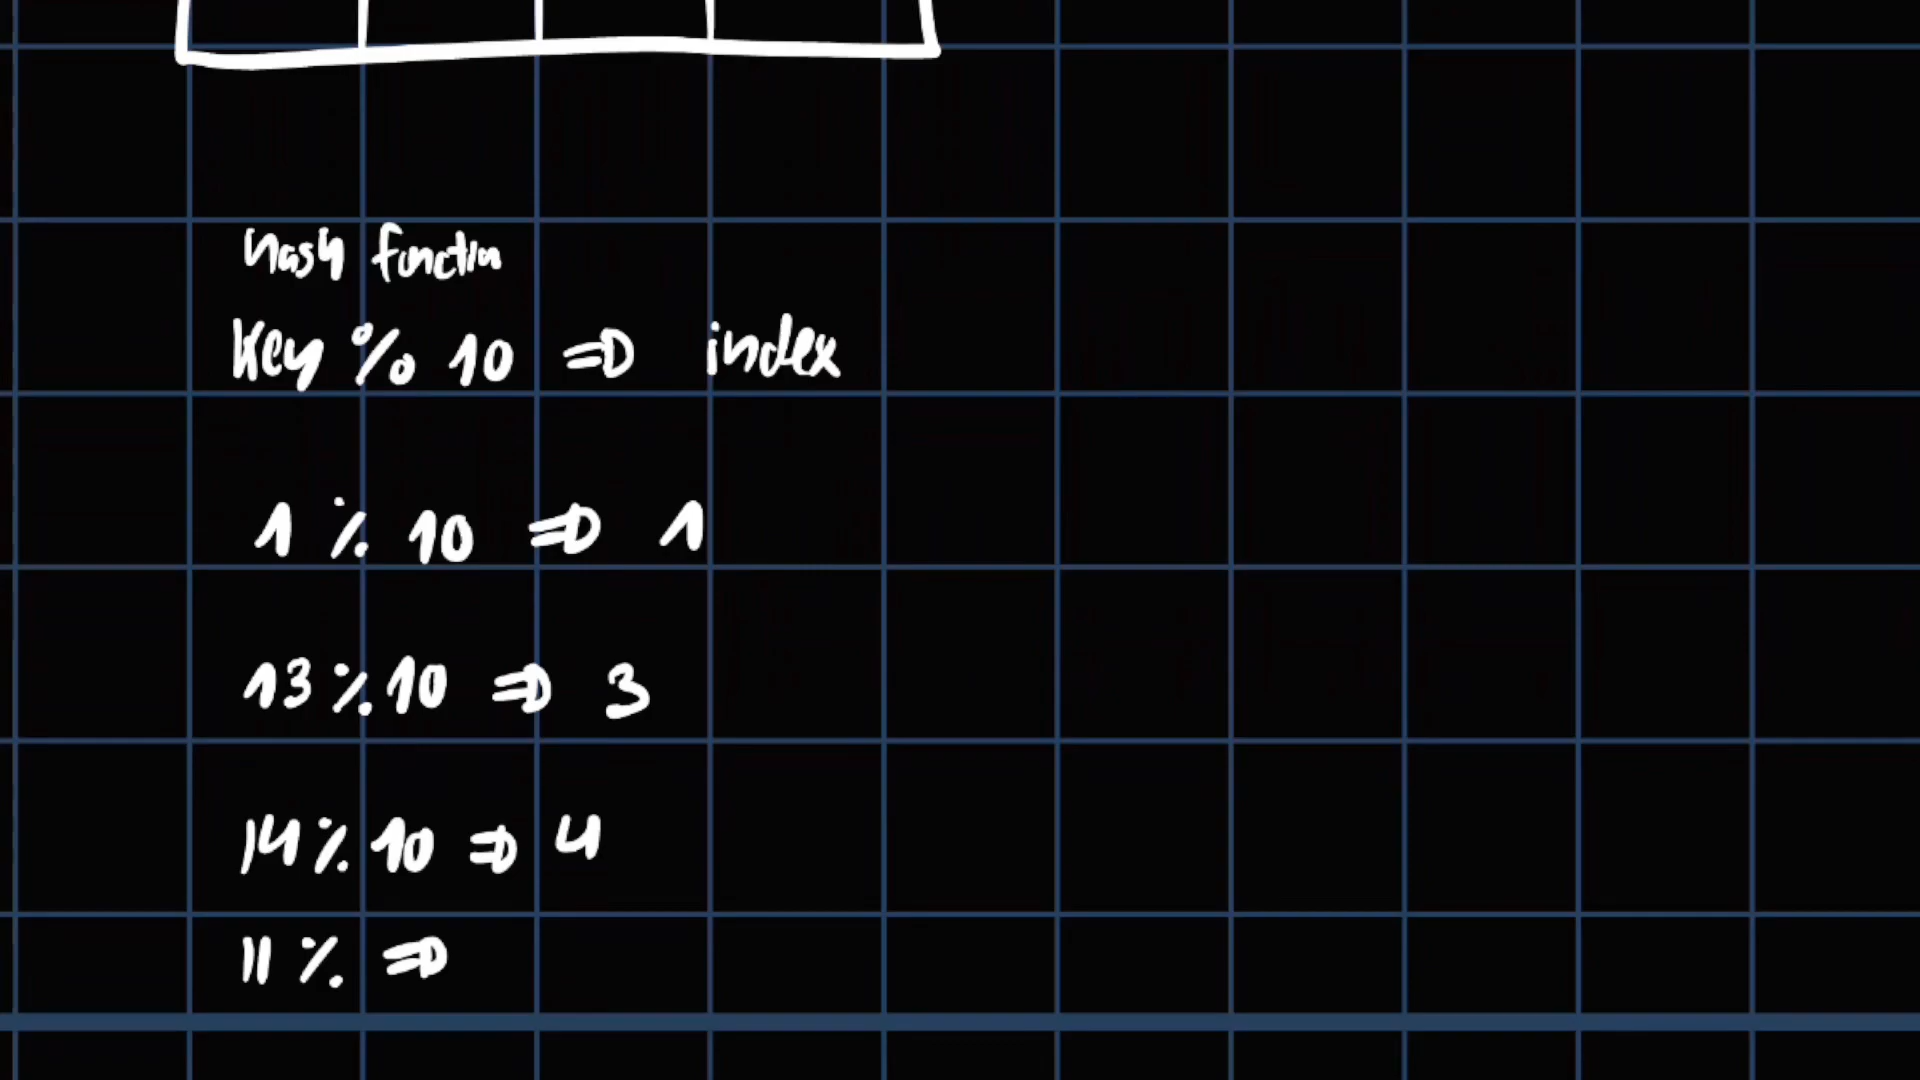 hash function
Key % 10 => index
1 % 10 => 1
13 % 10 => 3
14 % 10 => 4
11 % =>